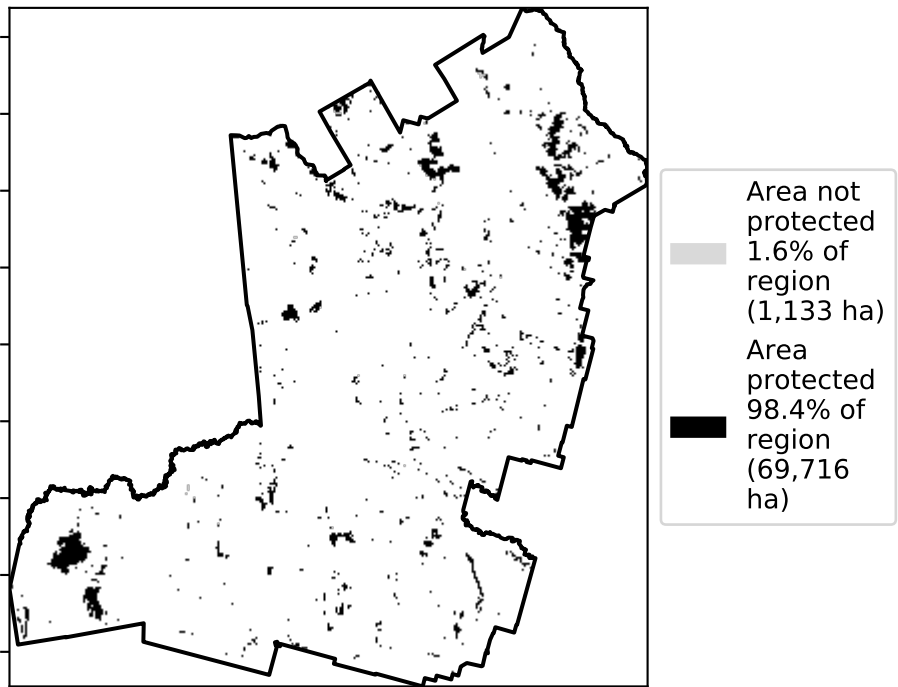 Area not
protected
1.6% of
region
(1,133 ha)
Area
protected
98.4% of
region
(69,716
ha)